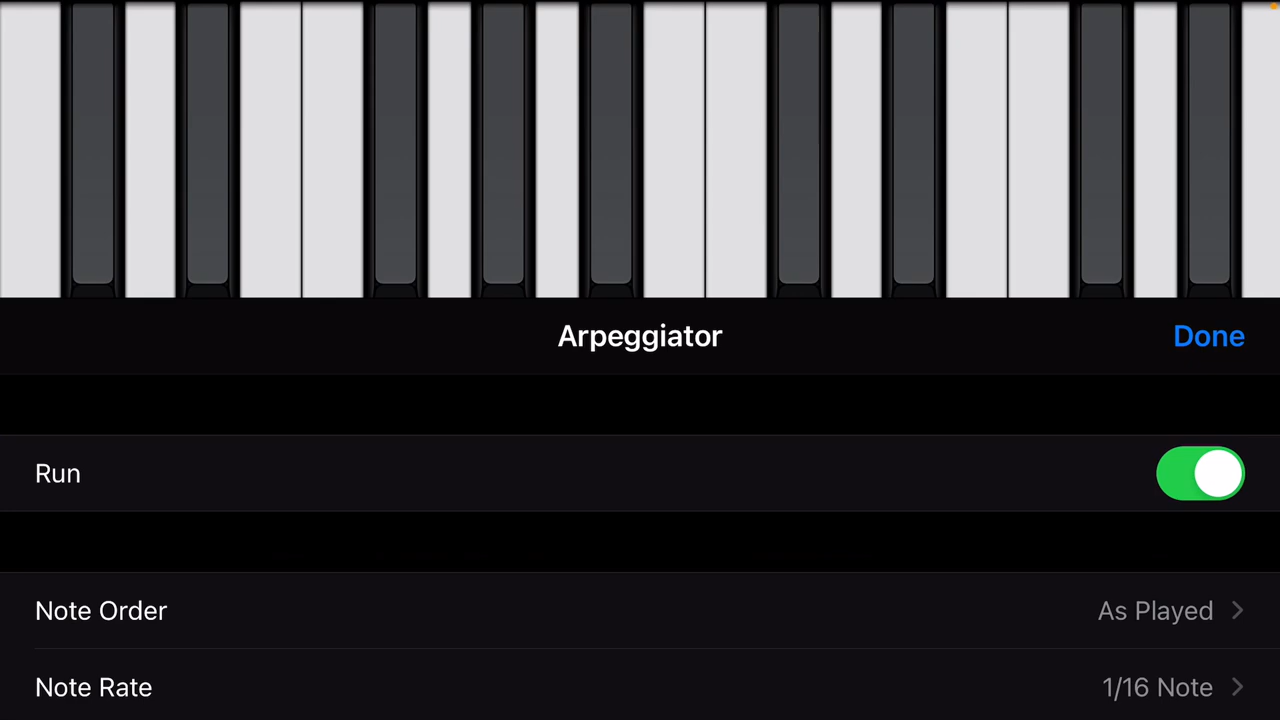 Arpeggiator
Done
Run
Note Order
As Played
Note Rate
1/16 Note